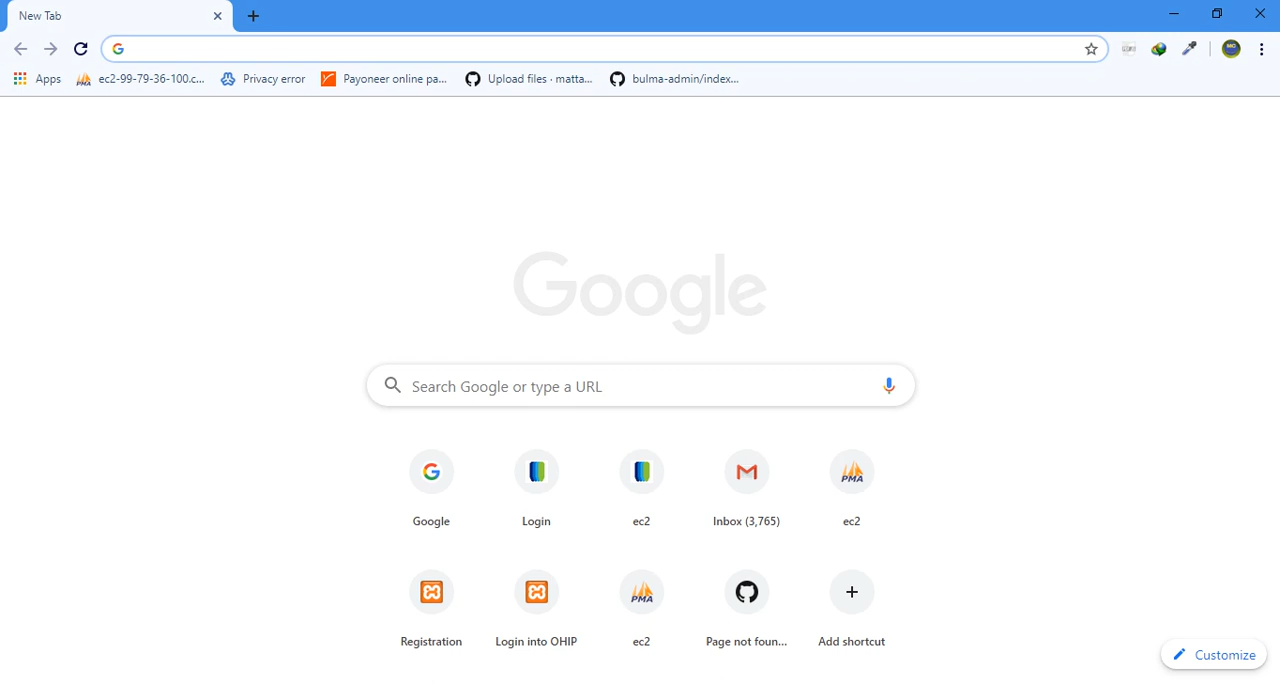 New Tab
Apps
ec2-99-79-36-100.c...
Privacy error
Payoneer online pa...
Upload files · matta...
bulma-admin/index...
Google
Search Google or type a URL
Google
Login
ec2
Inbox (3,765)
PMA
ec2
Registration
Login into OHIP
PMA
ec2
Page not foun...
Add shortcut
Customize